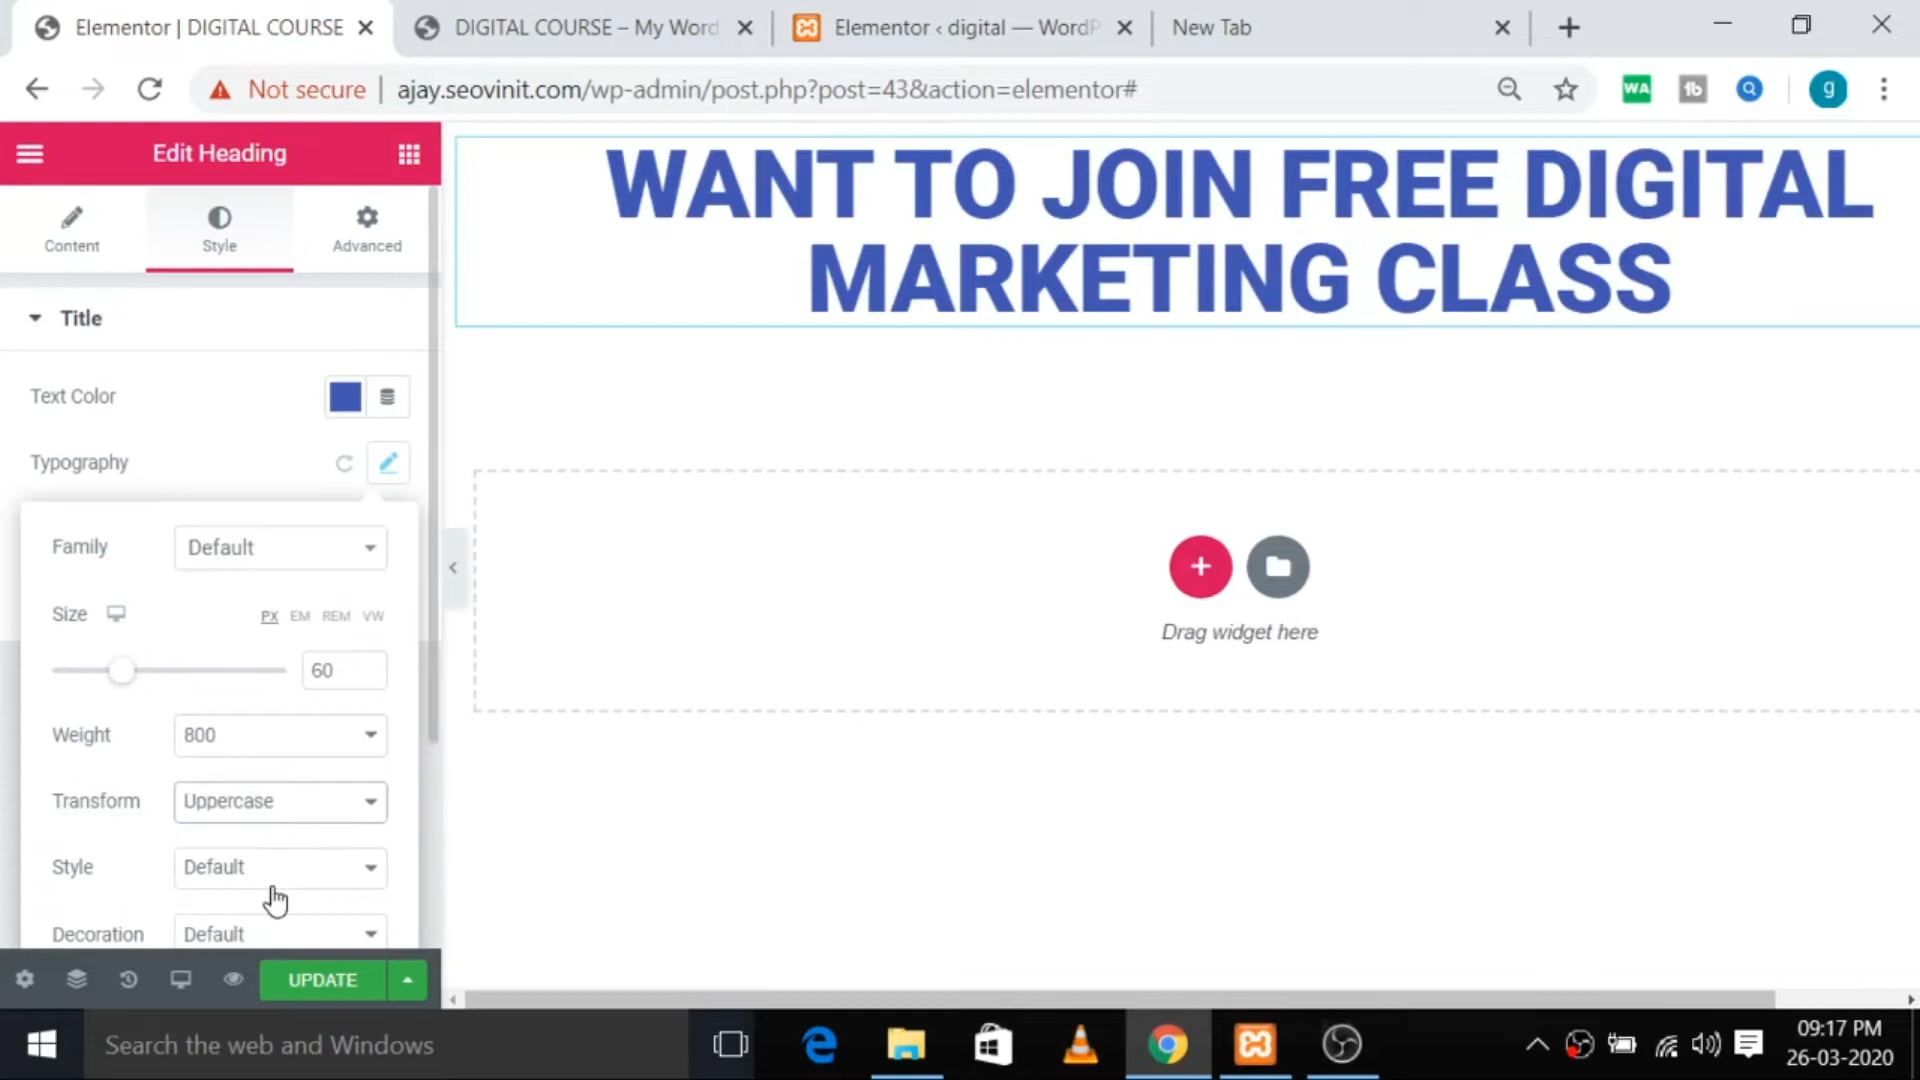 Elementor | DIGITAL COURSE
DIGITAL COURSE – My Word
Elementor ‹ digital — WordP
New Tab
Not secure
ajay.seovinit.com/wp-admin/post.php?post=43&action=elementor#
WA
tb
g
Edit Heading
Content
Style
Advanced
Title
Text Color
Typography
Family
Default
Size
PX EM REM VW
60
Weight
800
Transform
Uppercase
Style
Default
Decoration
Default
UPDATE
WANT TO JOIN FREE DIGITAL
MARKETING CLASS
Drag widget here
Search the web and Windows
09:17 PM
26-03-2020